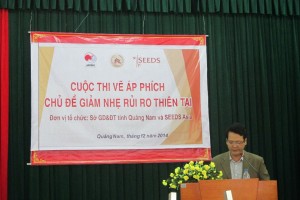 SEEDS
CUỘC THI VẼ ÁP PHÍCH
CHỦ ĐỀ GIẢM NHẸ RỦI RO THIÊN TAI
Đơn vị tổ chức: Sở GD&ĐT tỉnh Quảng Nam và SEEDS Asia
Quảng Nam, tháng 12 năm 2014